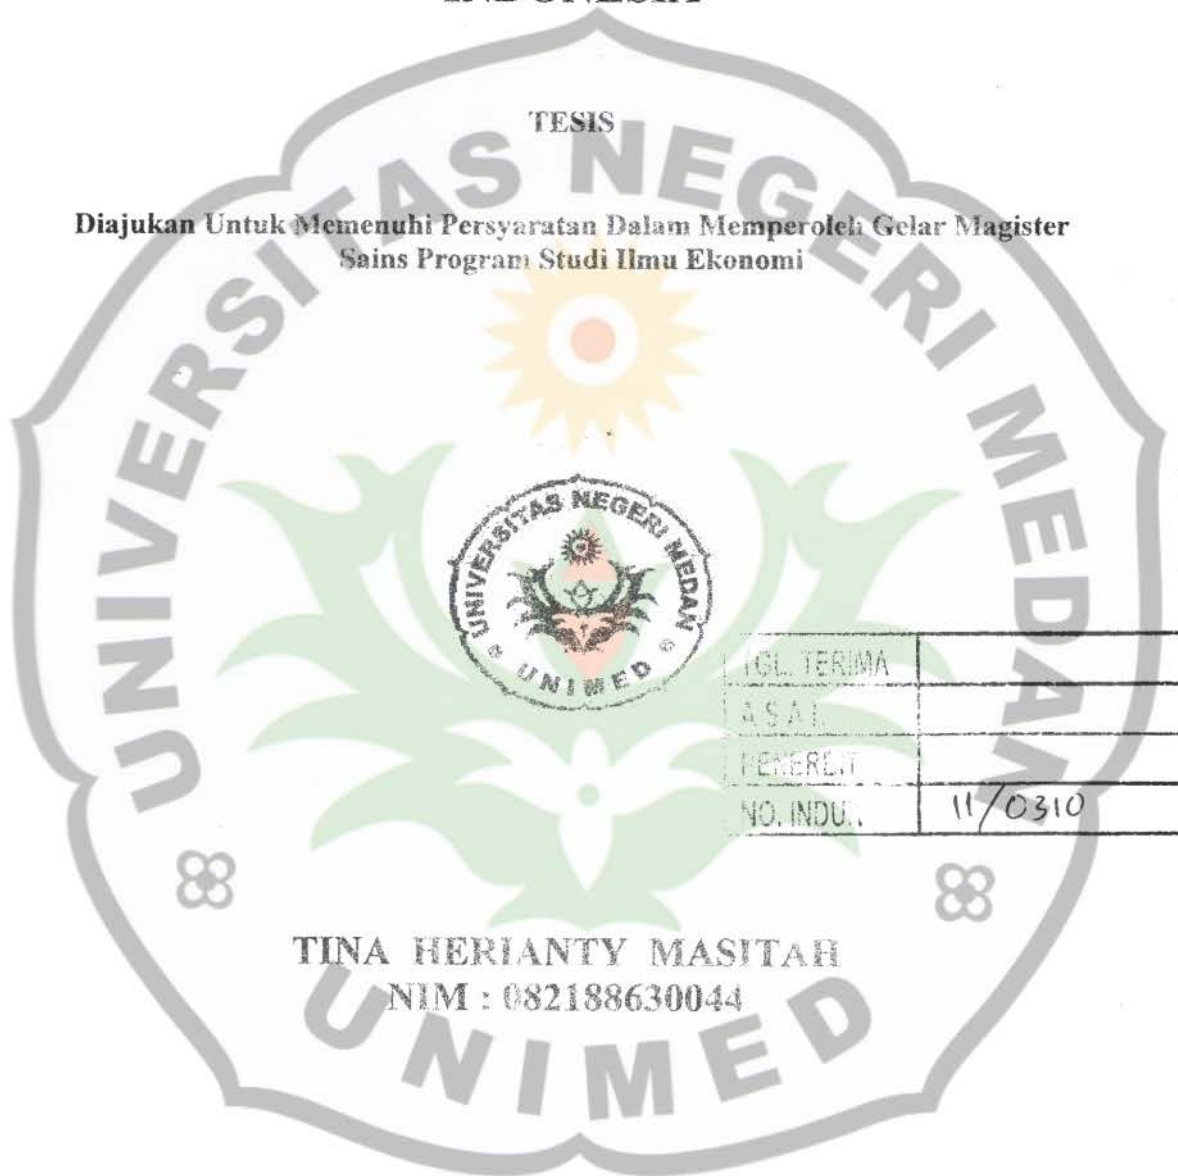 INDONESIA
TESIS
Diajukan Untuk Memenuhi Persyaratan Dalam Memperoleh Gelar Magister
Sains Program Studi Ilmu Ekonomi
UNIVERSITAS NEGERI MEDAN
UNIMED
UNIVERSITAS NEGERI MEDAN
UNIMED
TGL. TERIMA
ASAL
PENERBIT
NO. INDUK 11/0310
TINA HERIANTY MASITAH
NIM : 082188630044